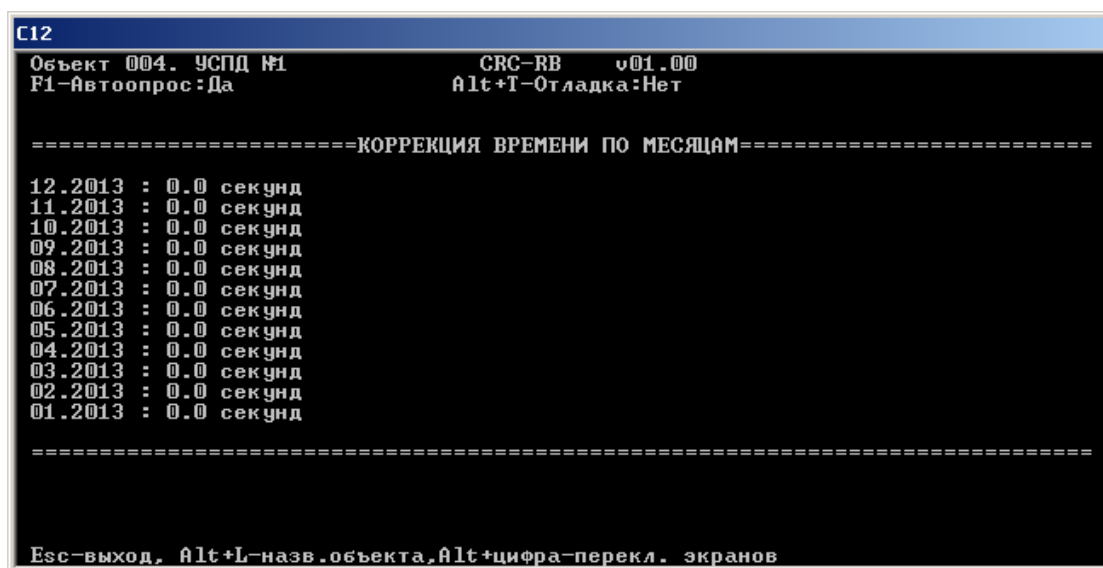 C12
Объект 004. УСПД №1 CRC-RB v01.00
F1-Автоопрос:Да Alt+T-Отладка:Нет
========================КОРРЕКЦИЯ ВРЕМЕНИ ПО МЕСЯЦАМ==========================
12.2013 : 0.0 секунд
11.2013 : 0.0 секунд
10.2013 : 0.0 секунд
09.2013 : 0.0 секунд
08.2013 : 0.0 секунд
07.2013 : 0.0 секунд
06.2013 : 0.0 секунд
05.2013 : 0.0 секунд
04.2013 : 0.0 секунд
03.2013 : 0.0 секунд
02.2013 : 0.0 секунд
01.2013 : 0.0 секунд
==============================================================================
Esc-выход, Alt+L-назв.объекта,Alt+цифра-перекл. экранов